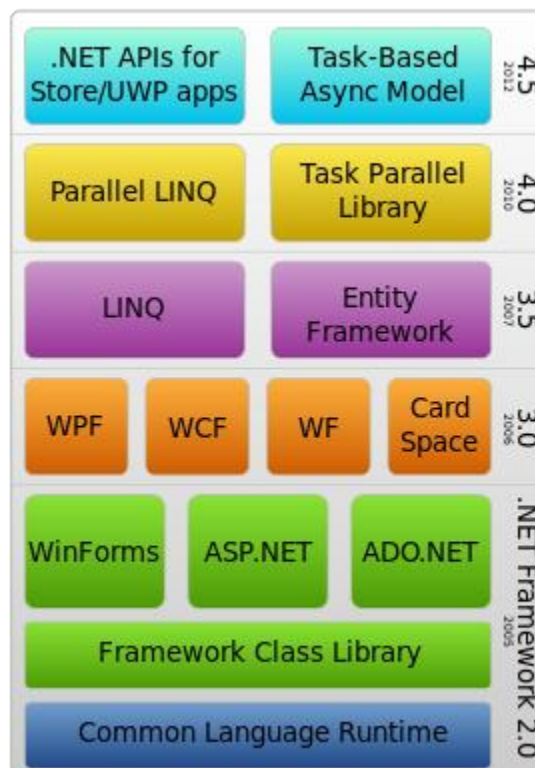 .NET APIs for
Store/UWP apps
Task-Based
Async Model
4.5
2012
Parallel LINQ
Task Parallel
Library
4.0
2010
LINQ
Entity
Framework
3.5
2007
WPF
WCF
WF
Card
Space
3.0
2006
WinForms
ASP.NET
ADO.NET
Framework Class Library
Common Language Runtime
.NET Framework 2.0
2005